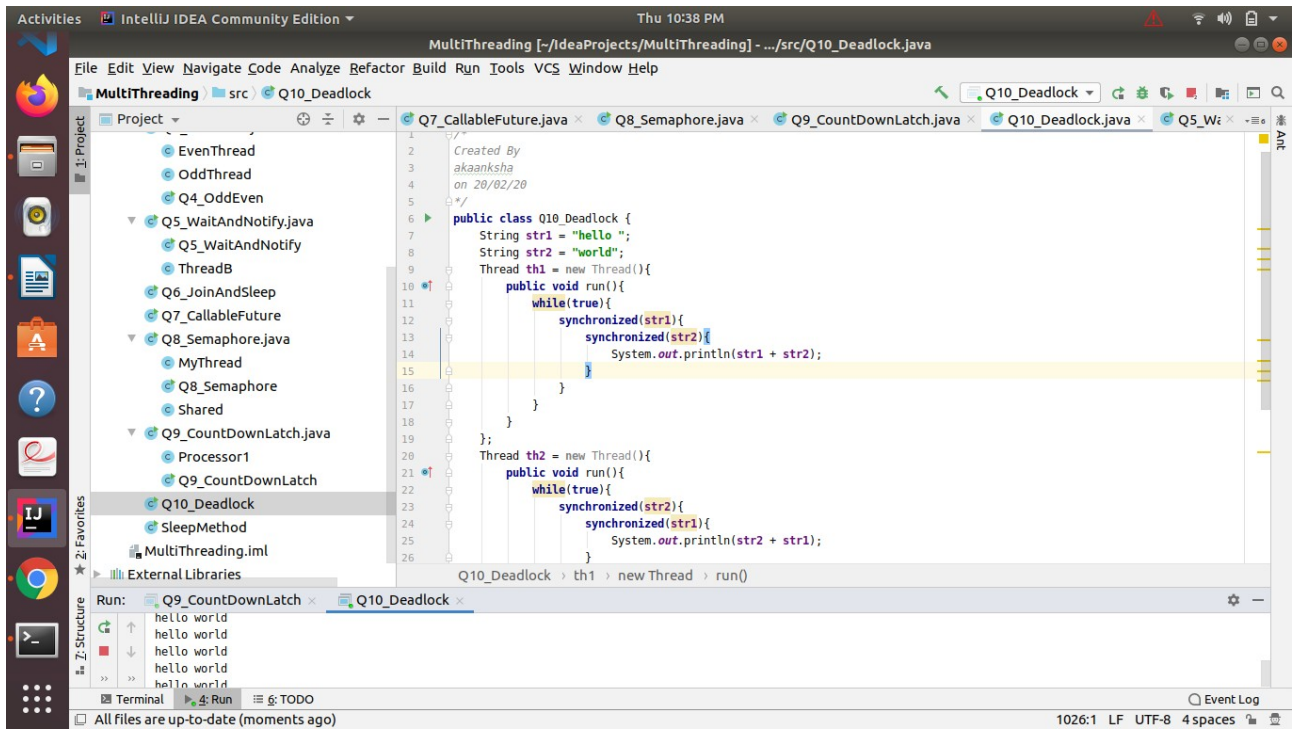 Activities IntelliJ IDEA Community Edition Thu 10:38 PM
MultiThreading [~/IdeaProjects/MultiThreading] - .../src/Q10_Deadlock.java
File Edit View Navigate Code Analyze Refactor Build Run Tools VCS Window Help
MultiThreading src Q10_Deadlock Q10_Deadlock
1: Project
Project
EvenThread
OddThread
Q4_OddEven
Q5_WaitAndNotify.java
Q5_WaitAndNotify
ThreadB
Q6_JoinAndSleep
Q7_CallableFuture
Q8_Semaphore.java
MyThread
Q8_Semaphore
Shared
Q9_CountDownLatch.java
Processor1
Q9_CountDownLatch
Q10_Deadlock
SleepMethod
MultiThreading.iml
External Libraries
Q7_CallableFuture.java Q8_Semaphore.java Q9_CountDownLatch.java Q10_Deadlock.java Q5_Wa
Ant
1 /*
2 Created By
3 akaanksha
4 on 20/02/20
5 */
6 public class Q10_Deadlock {
7 String str1 = "hello ";
8 String str2 = "world";
9 Thread th1 = new Thread(){
10 public void run(){
11 while(true){
12 synchronized(str1){
13 synchronized(str2){
14 System.out.println(str1 + str2);
15 }
16 }
17 }
18 }
19 };
20 Thread th2 = new Thread(){
21 public void run(){
22 while(true){
23 synchronized(str2){
24 synchronized(str1){
25 System.out.println(str2 + str1);
26 }
Q10_Deadlock › th1 › new Thread › run()
2: Favorites
7: Structure
Run: Q9_CountDownLatch Q10_Deadlock
hello world
hello world
hello world
hello world
hello world
Terminal 4: Run 6: TODO Event Log
All files are up-to-date (moments ago) 1026:1 LF UTF-8 4 spaces